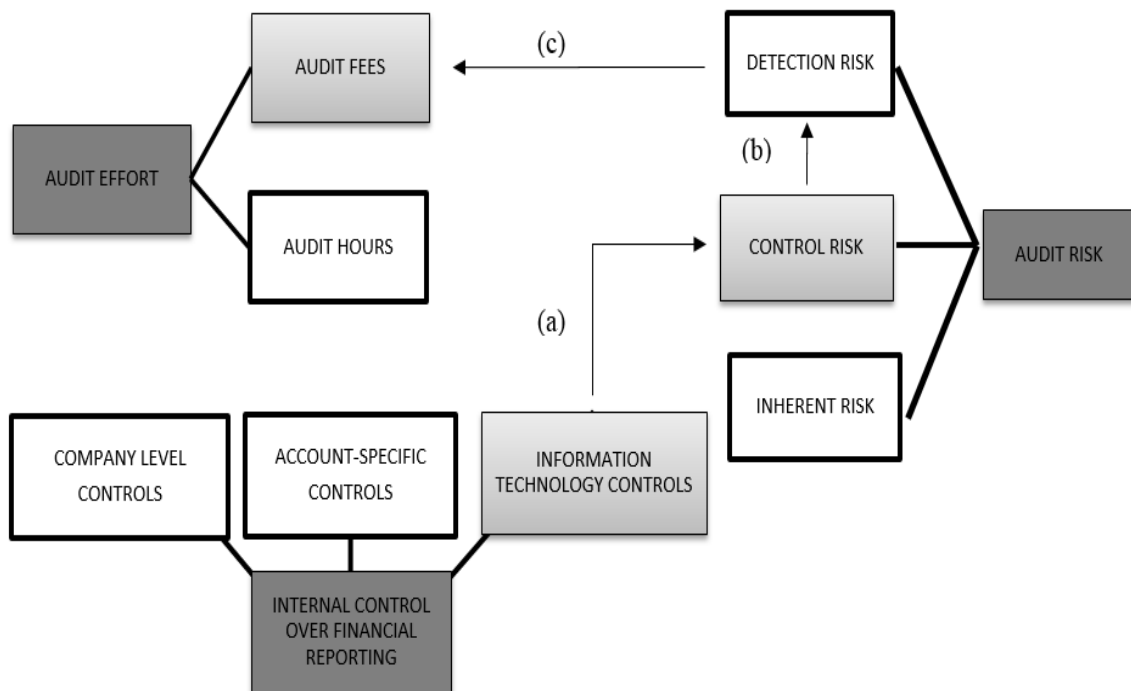 AUDIT FEES
(c)
DETECTION RISK
AUDIT EFFORT
(b)
AUDIT HOURS
CONTROL RISK
AUDIT RISK
(a)
INHERENT RISK
COMPANY LEVEL
CONTROLS
ACCOUNT-SPECIFIC
CONTROLS
INFORMATION
TECHNOLOGY CONTROLS
INTERNAL CONTROL
OVER FINANCIAL
REPORTING